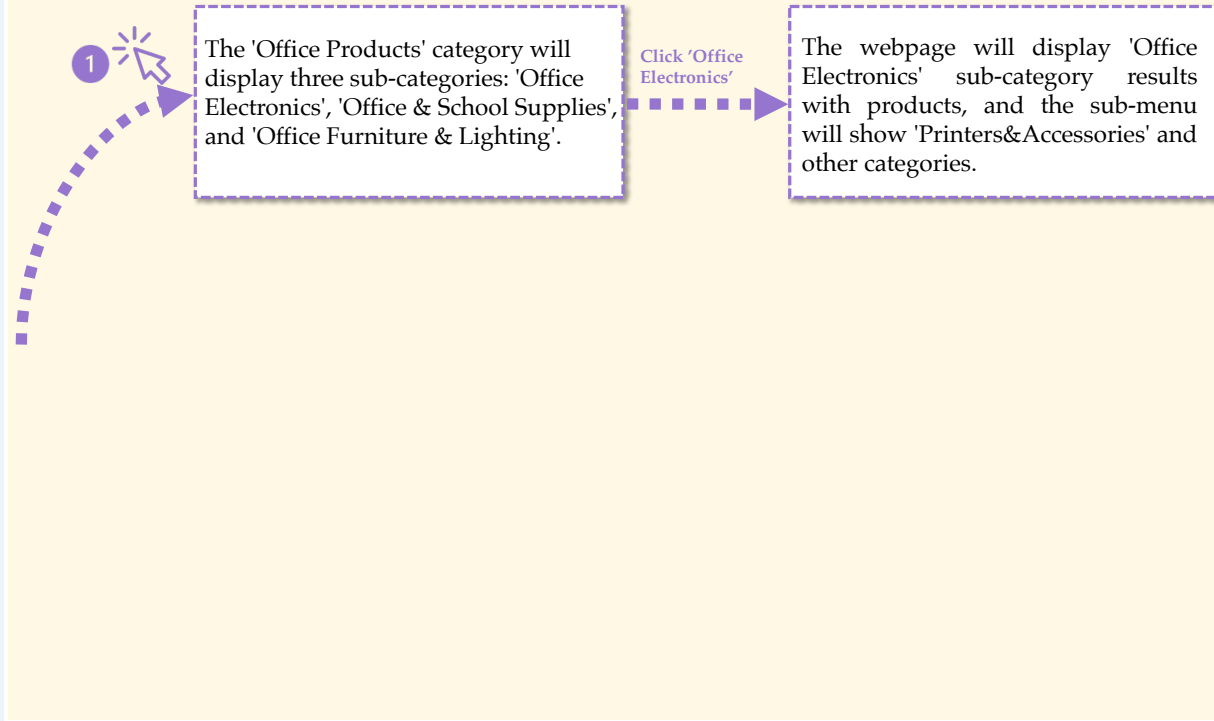 1
The 'Office Products' category will
display three sub-categories: 'Office
Electronics', 'Office & School Supplies',
and 'Office Furniture & Lighting'.
Click 'Office
Electronics'
The webpage will display 'Office
Electronics' sub-category results
with products, and the sub-menu
will show 'Printers&Accessories' and
other categories.